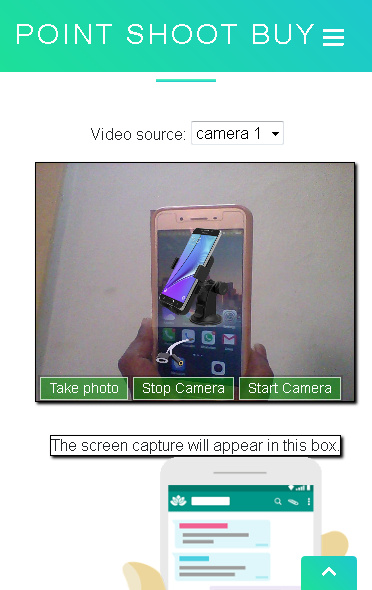 POINT SHOOT BUY
Video source: camera 1
Take photo Stop Camera Start Camera
The screen capture will appear in this box.